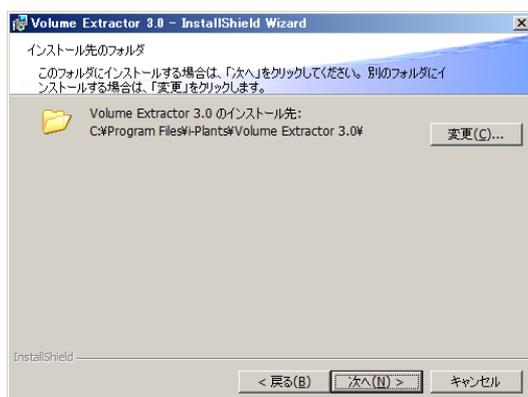 Volume Extractor 3.0 - InstallShield Wizard
インストール先のフォルダ
このフォルダにインストールする場合は、「次へ」をクリックしてください。別のフォルダにイ
ンストールする場合は、「変更」をクリックします。
Volume Extractor 3.0 のインストール先:
C:¥Program Files¥i-Plants¥Volume Extractor 3.0¥
変更(C)...
InstallShield
< 戻る(B)
次へ(N) >
キャンセル